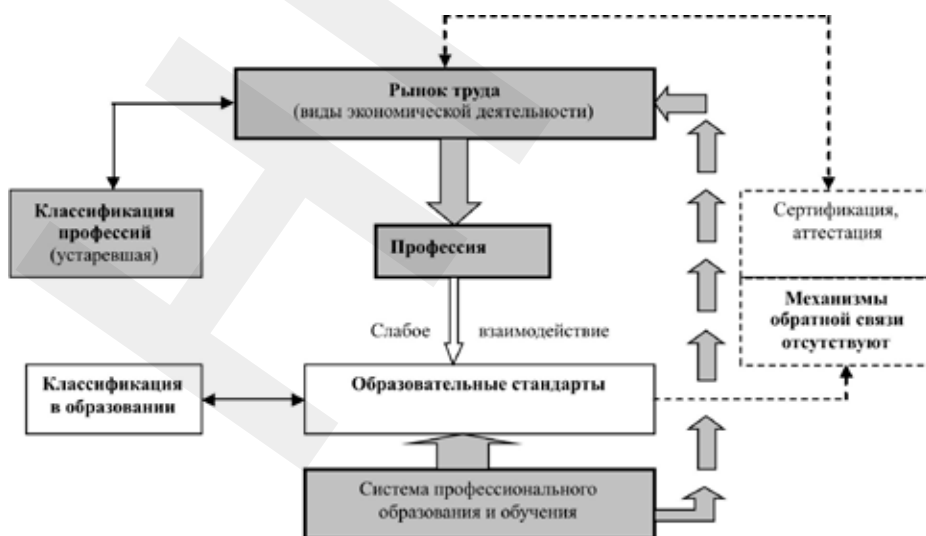 Рынок труда
(виды экономической деятельности)
Классификация
профессий
(устаревшая)
Профессия
Сертификация,
аттестация
Механизмы
обратной связи
отсутствуют
Слабое взаимодействие
Классификация
в образовании
Образовательные стандарты
Система профессионального
образования и обучения